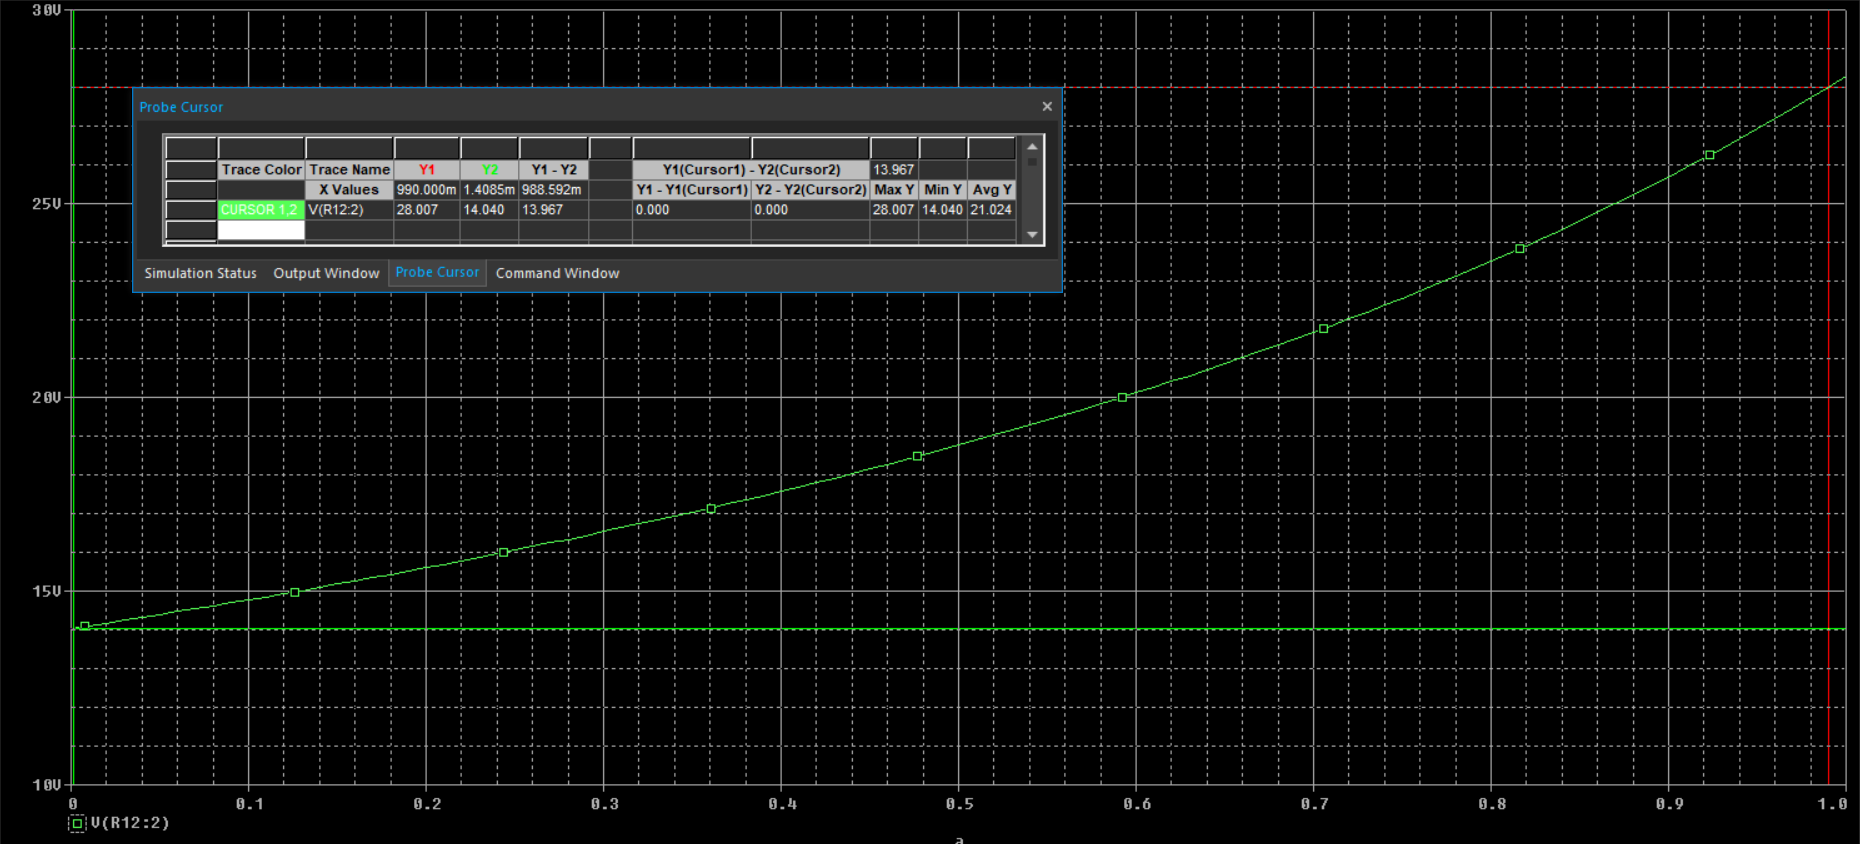 30V
Probe Cursor
Trace Color Trace Name Y1 Y2 Y1 - Y2 Y1(Cursor1) - Y2(Cursor2) 13.967
X Values 990.000m 1.4085m 988.592m Y1 - Y1(Cursor1) Y2 - Y2(Cursor2) Max Y Min Y Avg Y
CURSOR 1,2 V(R12:2) 28.007 14.040 13.967 0.000 0.000 28.007 14.040 21.024
Simulation Status Output Window Probe Cursor Command Window
25V
20V
15V
10V
0 0.1 0.2 0.3 0.4 0.5 0.6 0.7 0.8 0.9 1.0
V(R12:2)
a